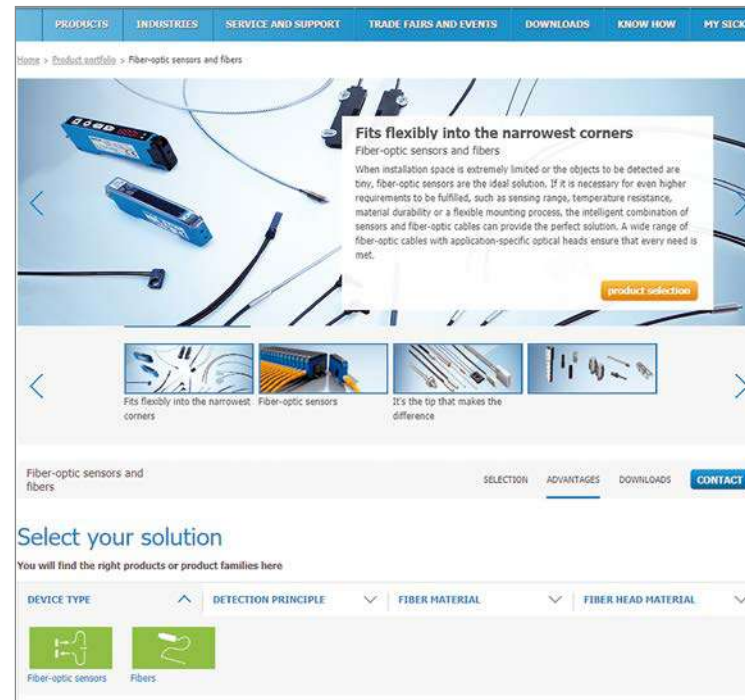 PRODUCTS INDUSTRIES SERVICE AND SUPPORT TRADE FAIRS AND EVENTS DOWNLOADS KNOW HOW MY SICK
Home > Product portfolio > Fiber-optic sensors and fibers
Fits flexibly into the narrowest corners
Fiber-optic sensors and fibers
When installation space is extremely limited or the objects to be detected are
tiny, fiber-optic sensors are the ideal solution. If it is necessary for even higher
requirements to be fulfilled, such as sensing range, temperature resistance,
material durability or a flexible mounting process, the intelligent combination of
sensors and fiber-optic cables can provide the perfect solution. A wide range of
fiber-optic cables with application-specific optical heads ensure that every need is
met.
product selection
Fits flexibly into the narrowest
corners
Fiber-optic sensors
It's the tip that makes the
difference
Fiber-optic sensors and
fibers
SELECTION ADVANTAGES DOWNLOADS CONTACT
Select your solution
You will find the right products or product families here
DEVICE TYPE DETECTION PRINCIPLE FIBER MATERIAL FIBER HEAD MATERIAL
Fiber-optic sensors Fibers